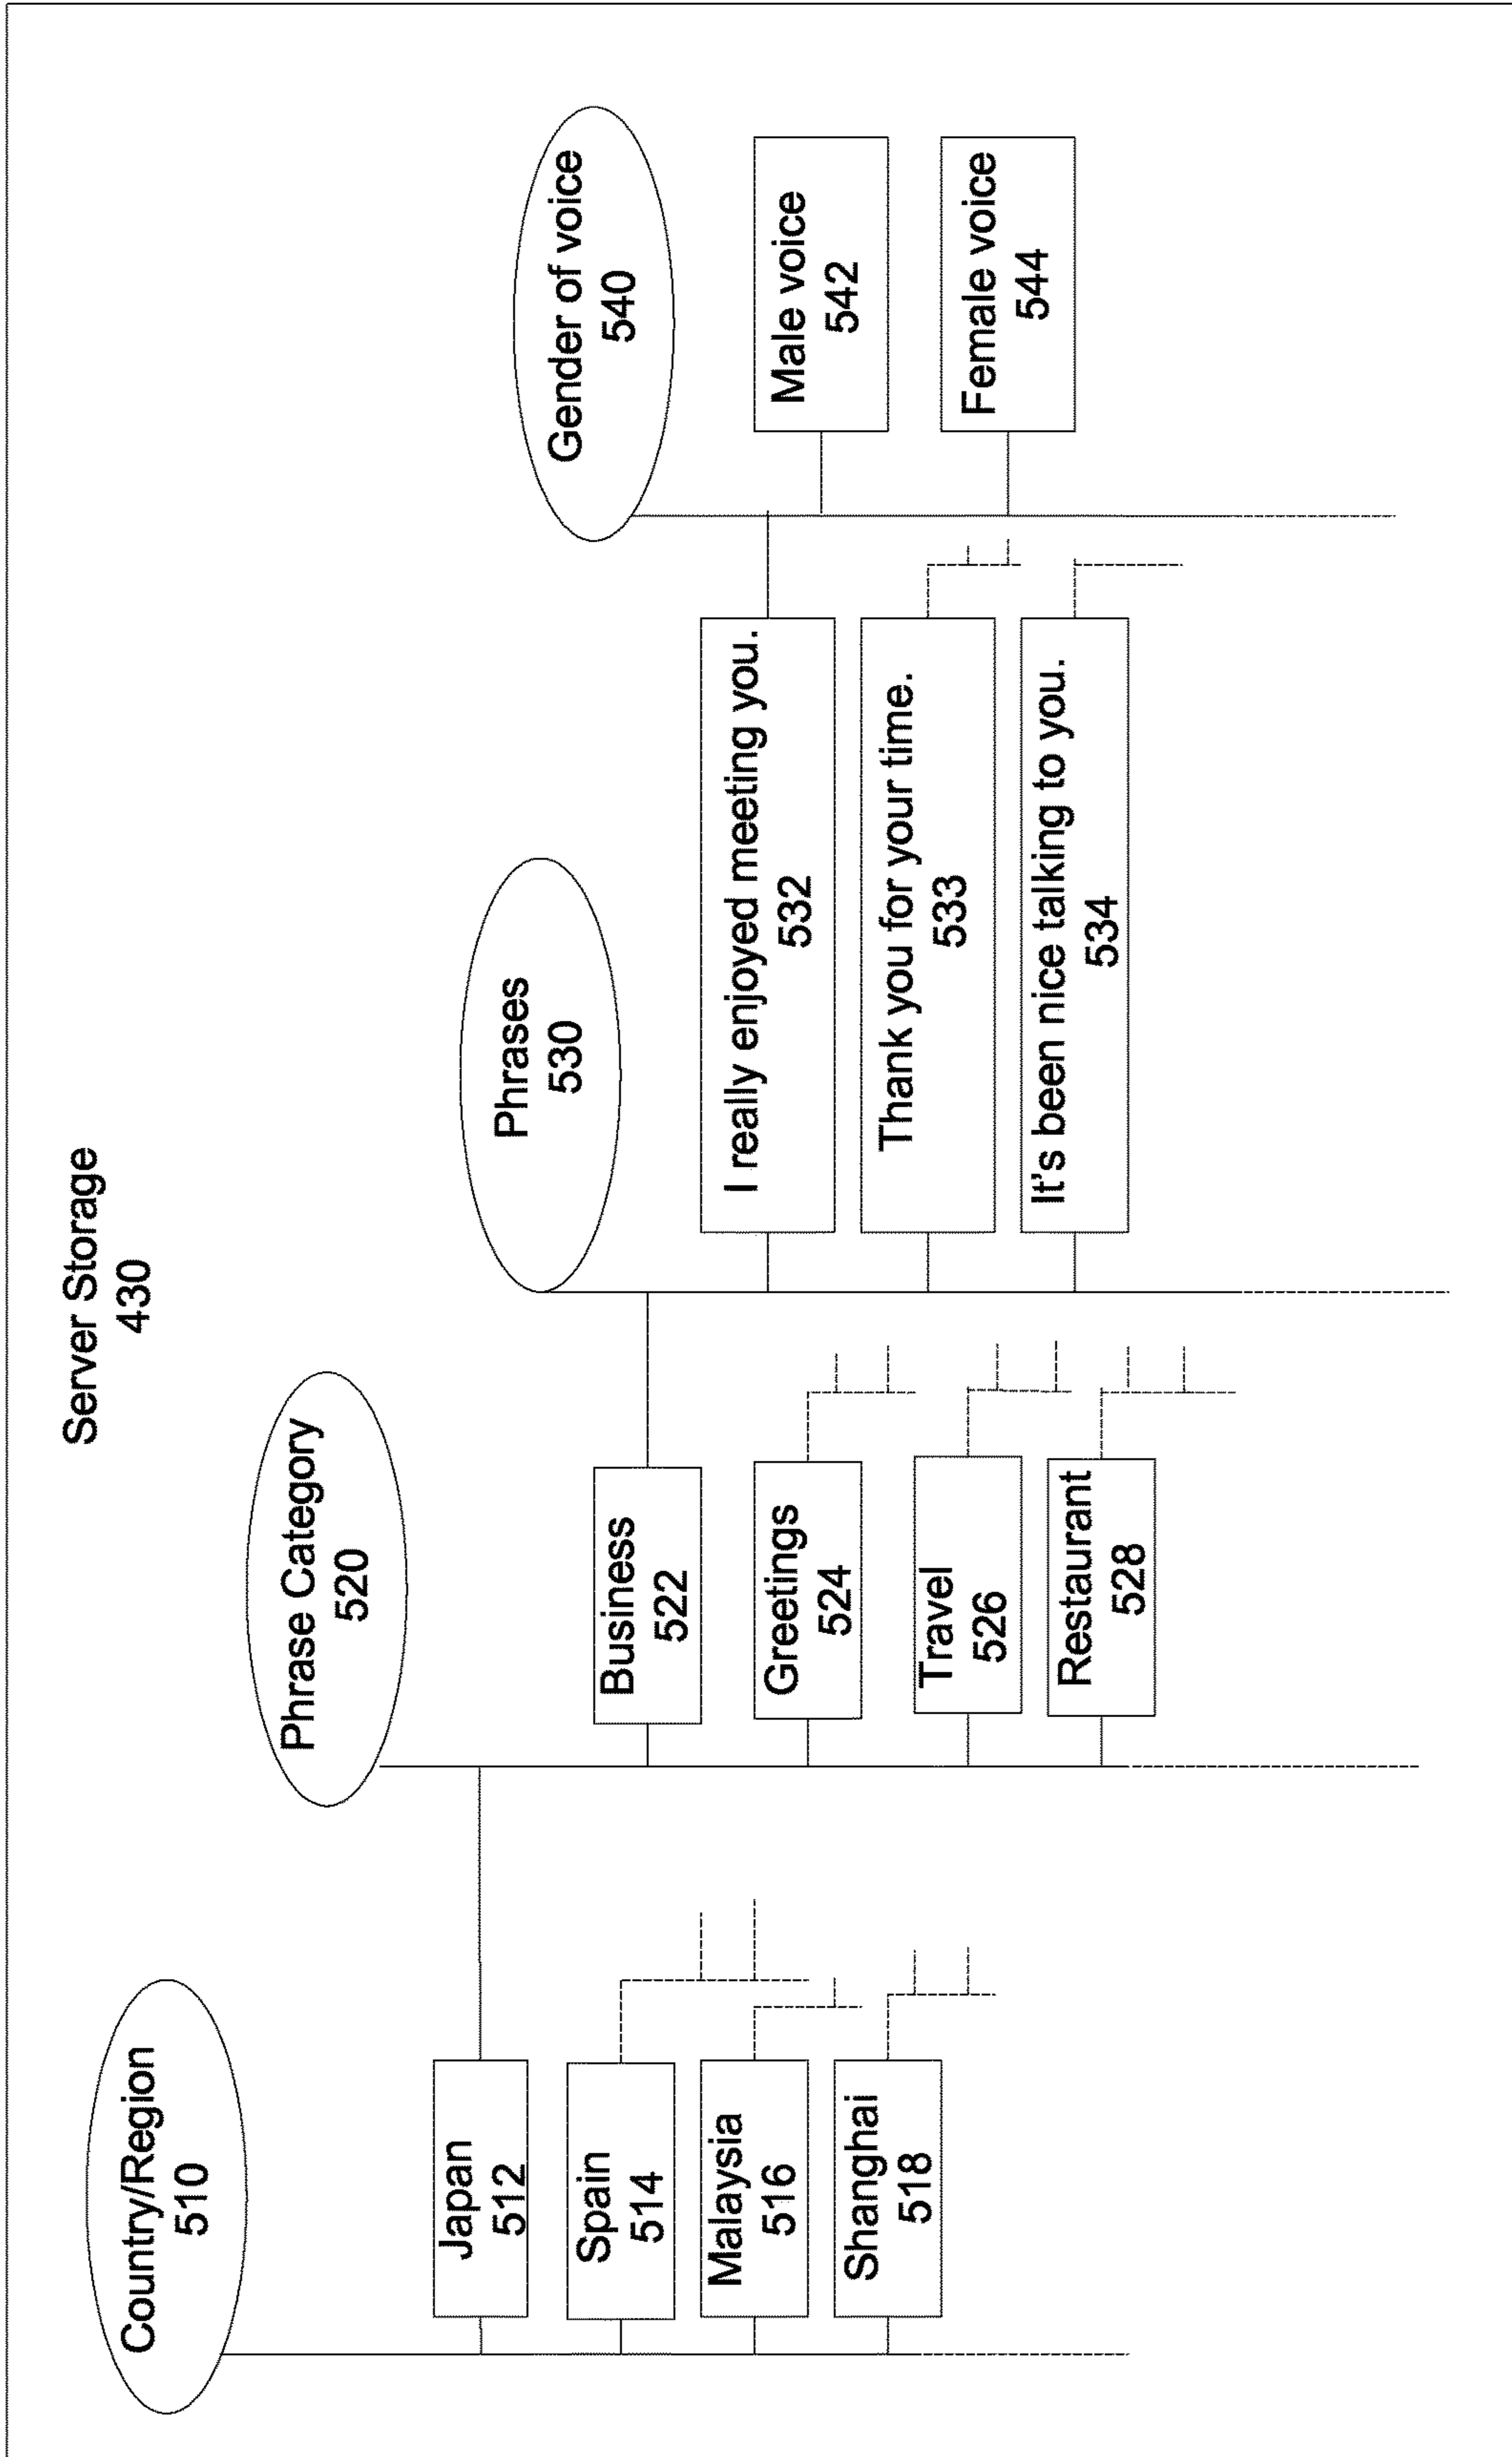 Server Storage
430
Country/Region
510
Japan
512
Spain
514
Malaysia
516
Shanghai
518
Phrase Category
520
Business
522
Greetings
524
Travel
526
Restaurant
528
Phrases
530
I really enjoyed meeting you.
532
Thank you for your time.
533
It's been nice talking to you.
534
Gender of voice
540
Male voice
542
Female voice
544